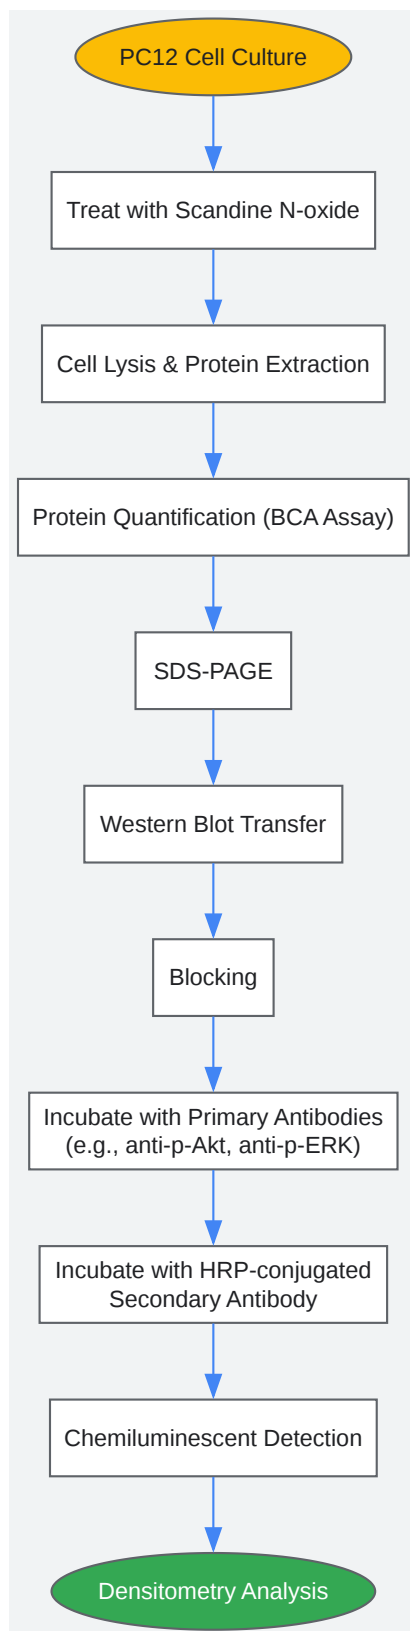 PC12 Cell Culture
Treat with Scandine N-oxide
Cell Lysis & Protein Extraction
Protein Quantification (BCA Assay)
SDS-PAGE
Western Blot Transfer
Blocking
Incubate with Primary Antibodies
(e.g., anti-p-Akt, anti-p-ERK)
Incubate with HRP-conjugated
Secondary Antibody
Chemiluminescent Detection
Densitometry Analysis